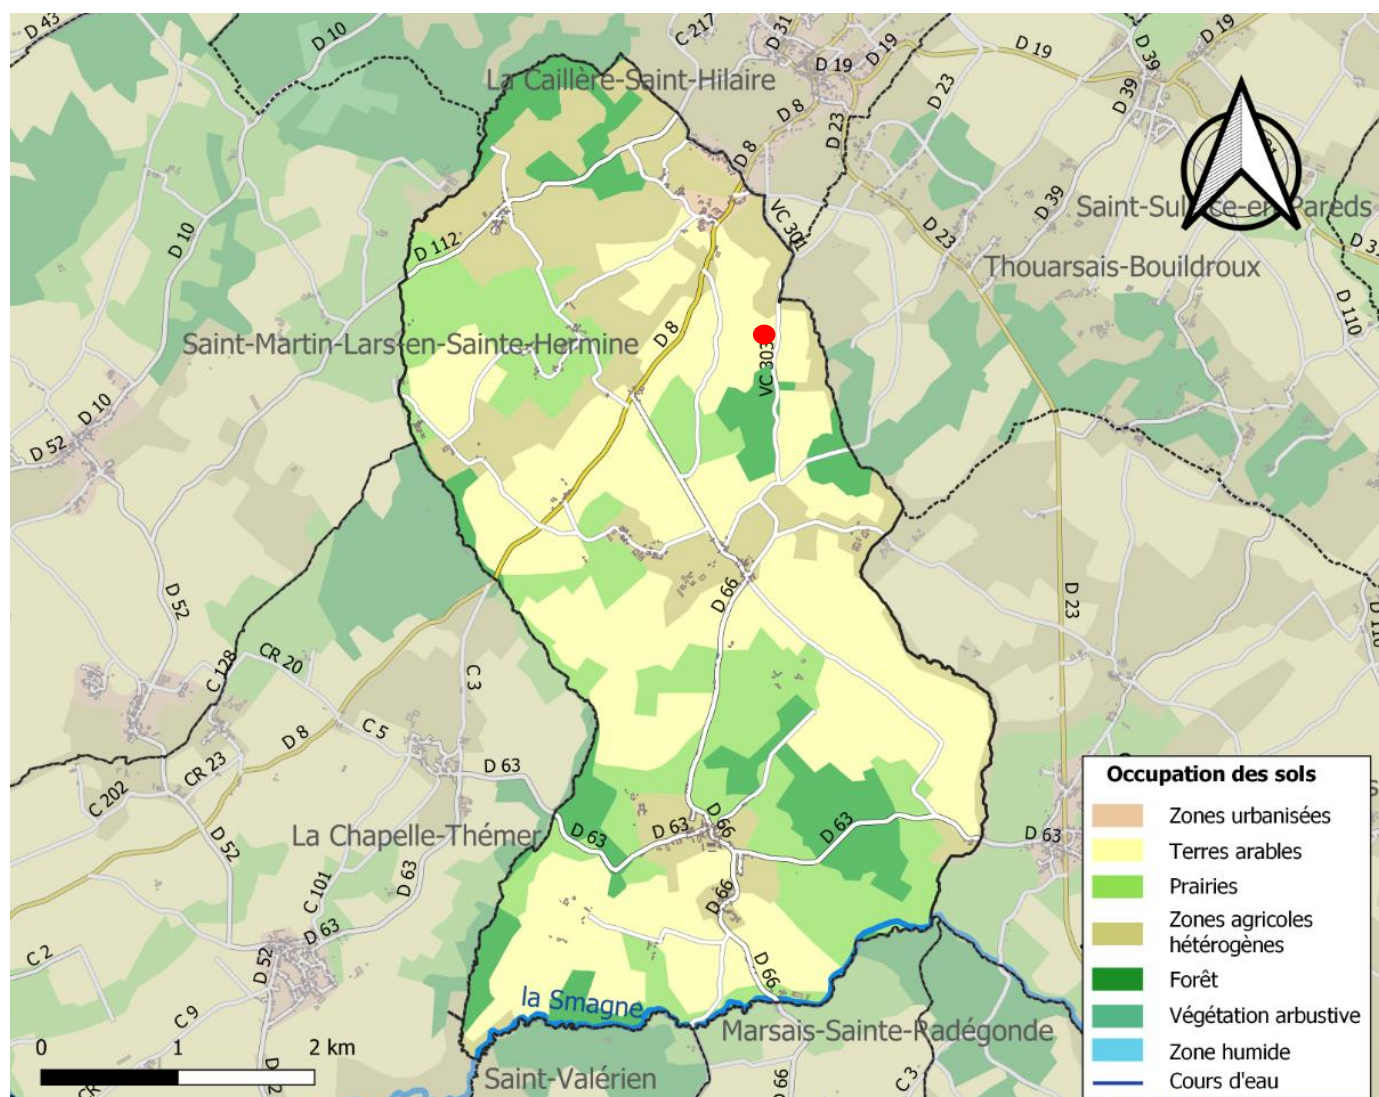 D 43
D 10
C 217
D 31
D 19
D 19
D 19
D 39
D 19
La Caillère-Saint-Hilaire
D 8
D 23
D 23
D 39
D 8
D 10
D 112
VC 301
D 23
D 39
Saint-Sulpice-en-Pareds
Thouarsais-Bouildroux
D 110
Saint-Martin-Lars-en-Sainte-Hermine
D 8
VC 303
D 10
D 52
D 52
D 66
D 23
D 110
CR 20
C 128
C 3
C 5
D 8
CR 23
C 202
D 63
D 52
La Chapelle-Thémer
D 63
D 63
D 66
D 63
D 63
D 63
C 101
D 63
D 66
D 52
C 2
C 9
D 66
la Smagne
Marsais-Sainte-Radégonde
Saint-Valérien
D 66
C 3
0 1 2 km
Occupation des sols
Zones urbanisées
Terres arables
Prairies
Zones agricoles
hétérogènes
Forêt
Végétation arbustive
Zone humide
Cours d'eau